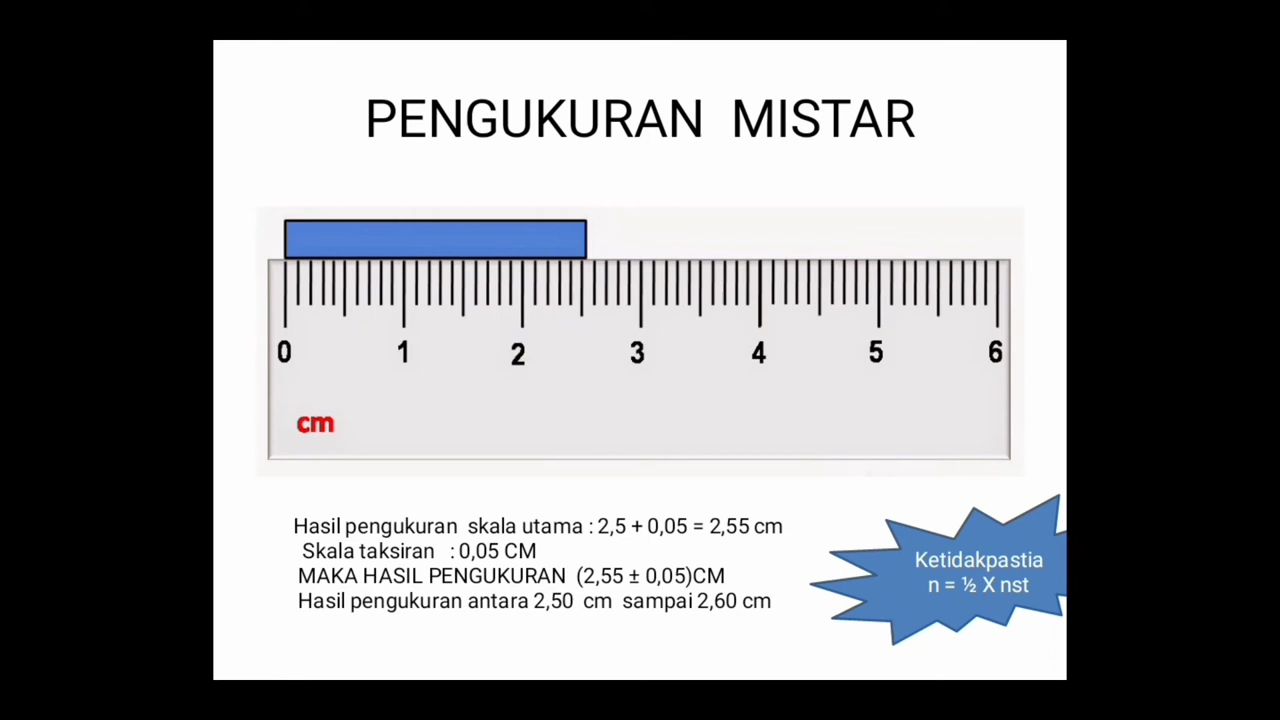 PENGUKURAN MISTAR
0 1 2 3 4 5 6
cm
Hasil pengukuran skala utama : 2,5 + 0,05 = 2,55 cm
Skala taksiran : 0,05 CM
MAKA HASIL PENGUKURAN (2,55 ± 0,05)CM
Hasil pengukuran antara 2,50 cm sampai 2,60 cm
Ketidakpastia
n = ½ X nst